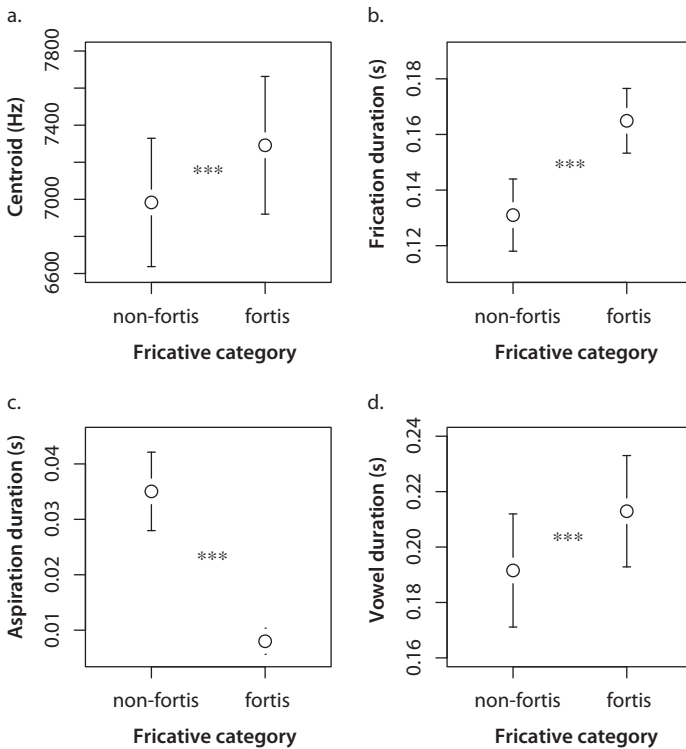 a.
Centroid (Hz)
7800
7400
7000
6600
***
non-fortis fortis
Fricative category
b.
Frication duration (s)
0.18
0.16
0.14
0.12
***
non-fortis fortis
Fricative category
c.
Aspiration duration (s)
0.04
0.03
0.02
0.01
***
non-fortis fortis
Fricative category
d.
Vowel duration (s)
0.24
0.22
0.20
0.18
0.16
***
non-fortis fortis
Fricative category